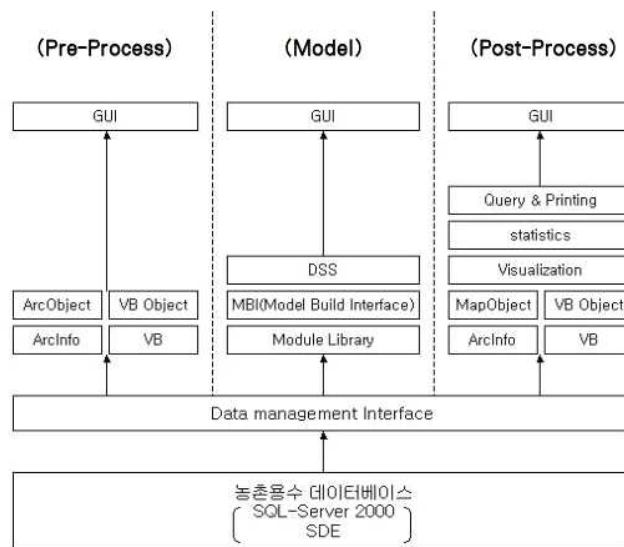 (Pre-Process)
(Model)
(Post-Process)
GUI
GUI
GUI
Query & Printing
statistics
DSS
Visualization
ArcObject
VB Object
MBI(Model Build Interface)
MapObject
VB Object
ArcInfo
VB
Module Library
ArcInfo
VB
Data management Interface
농촌용수 데이터베이스
SQL-Server 2000
SDE